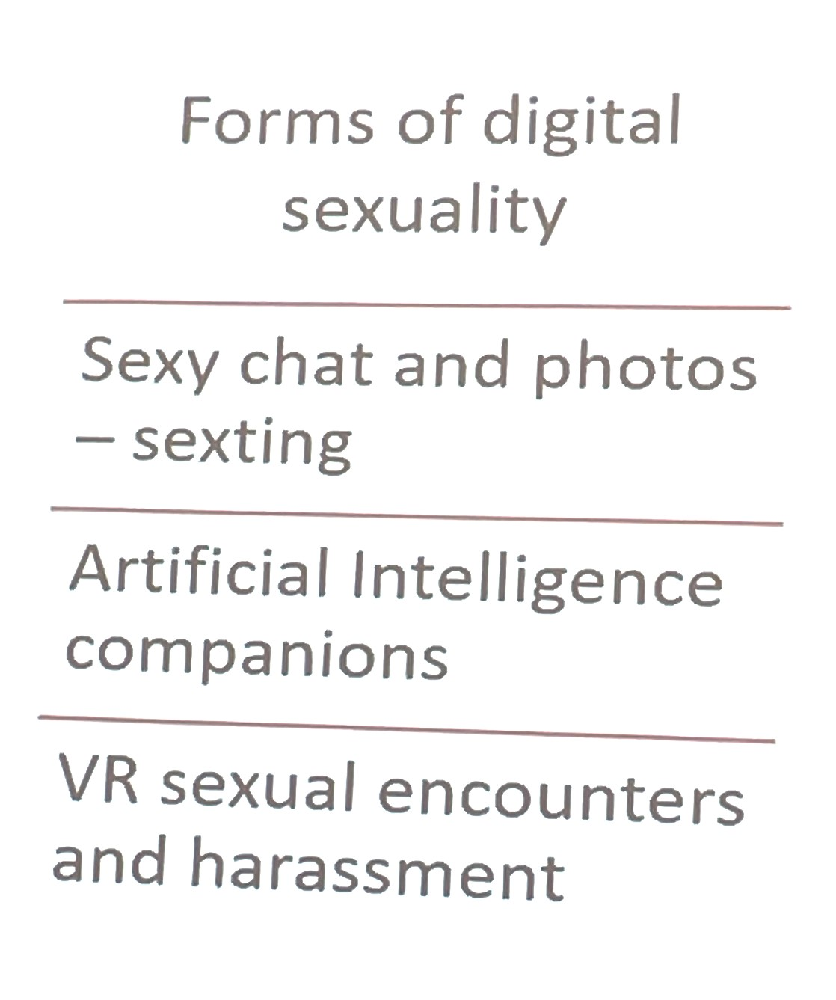 Forms of digital
sexuality
Sexy chat and photos
– sexting
Artificial Intelligence
companions
VR sexual encounters
and harassment